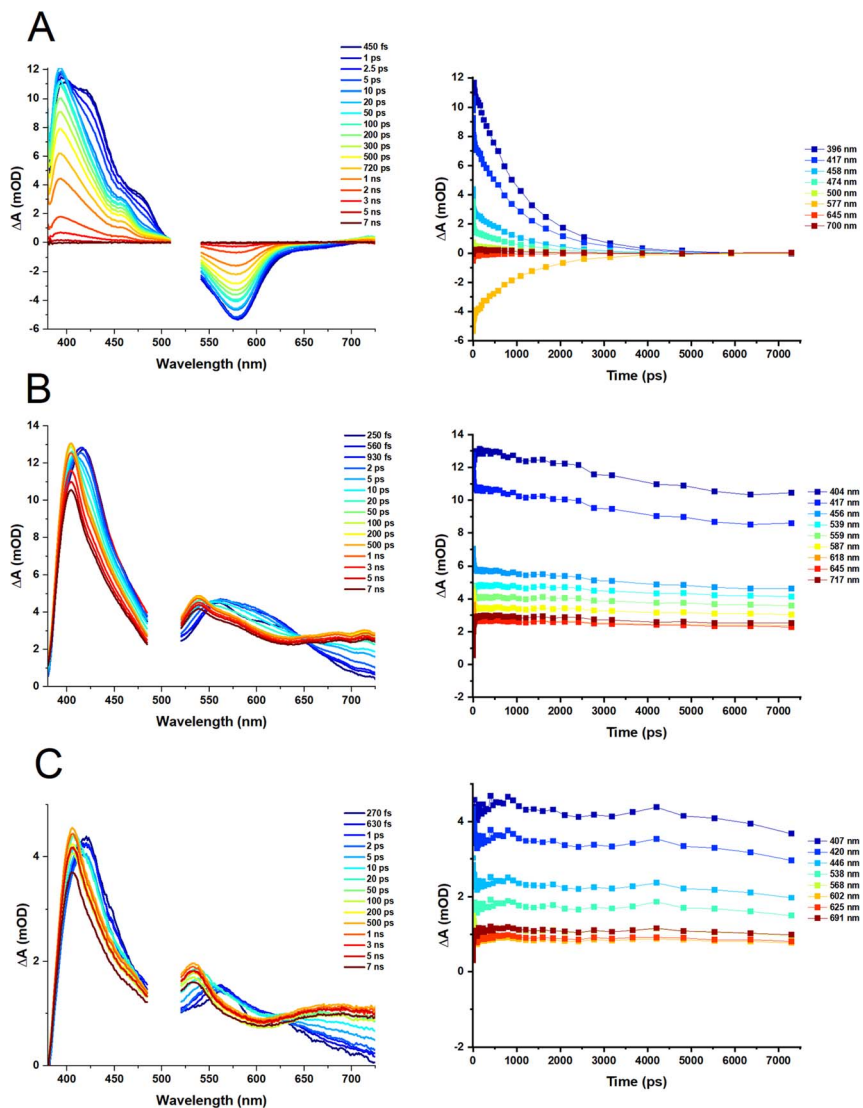 A
450 fs
1 ps
2.5 ps
5 ps
10 ps
20 ps
50 ps
100 ps
200 ps
300 ps
500 ps
720 ps
1 ns
2 ns
3 ns
5 ns
7 ns
ΔA (mOD)
12
10
8
6
4
2
0
-2
-4
-6
400 450 500 550 600 650 700
Wavelength (nm)
396 nm
417 nm
458 nm
474 nm
500 nm
577 nm
645 nm
700 nm
ΔA (mOD)
12
10
8
6
4
2
0
-2
-4
-6
0 1000 2000 3000 4000 5000 6000 7000
Time (ps)
B
250 fs
560 fs
930 fs
2 ps
5 ps
10 ps
20 ps
50 ps
100 ps
200 ps
500 ps
1 ns
3 ns
5 ns
7 ns
ΔA (mOD)
14
12
10
8
6
4
2
0
400 450 500 550 600 650 700
Wavelength (nm)
404 nm
417 nm
456 nm
539 nm
559 nm
587 nm
618 nm
645 nm
717 nm
ΔA (mOD)
14
12
10
8
6
4
2
0
-2
0 1000 2000 3000 4000 5000 6000 7000
Time (ps)
C
270 fs
630 fs
1 ps
2 ps
5 ps
10 ps
20 ps
50 ps
100 ps
200 ps
500 ps
1 ns
3 ns
5 ns
7 ns
ΔA (mOD)
4
2
0
400 450 500 550 600 650 700
Wavelength (nm)
407 nm
420 nm
446 nm
538 nm
568 nm
602 nm
625 nm
691 nm
ΔA (mOD)
4
2
0
-2
0 1000 2000 3000 4000 5000 6000 7000
Time (ps)